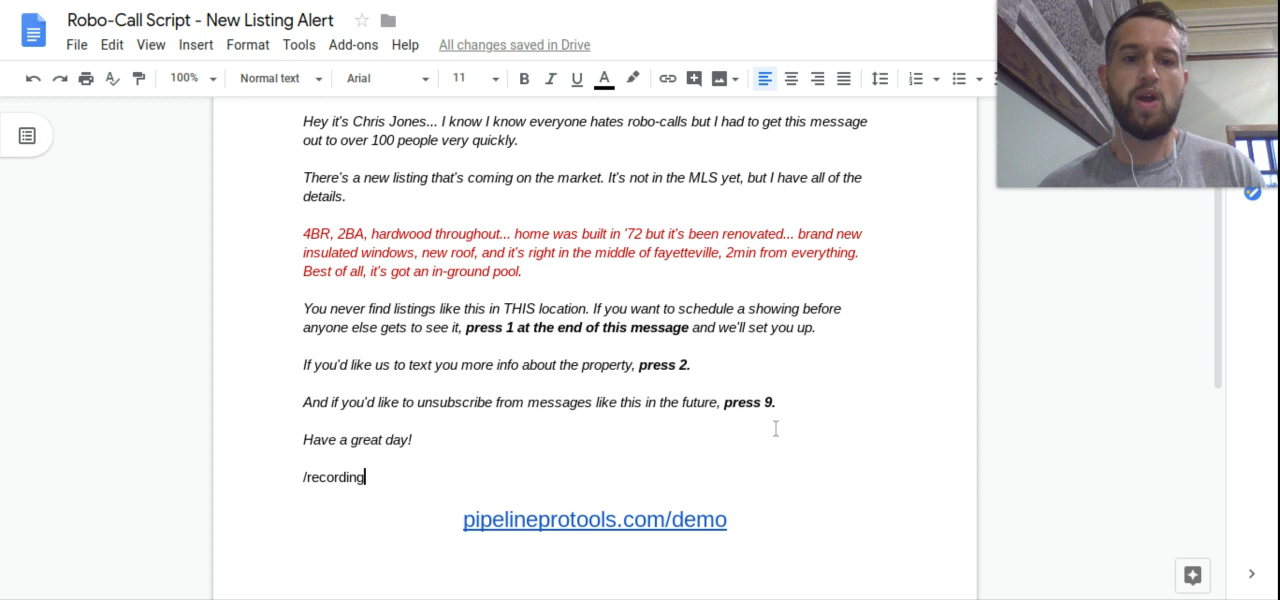 Robo-Call Script - New Listing Alert
File Edit View Insert Format Tools Add-ons Help All changes saved in Drive
100% Normal text Arial 11 B I U A
Hey it's Chris Jones... I know I know everyone hates robo-calls but I had to get this message
out to over 100 people very quickly.
There's a new listing that's coming on the market. It's not in the MLS yet, but I have all of the
details.
4BR, 2BA, hardwood throughout... home was built in '72 but it's been renovated... brand new
insulated windows, new roof, and it's right in the middle of fayetteville, 2min from everything.
Best of all, it's got an in-ground pool.
You never find listings like this in THIS location. If you want to schedule a showing before
anyone else gets to see it, press 1 at the end of this message and we'll set you up.
If you'd like us to text you more info about the property, press 2.
And if you'd like to unsubscribe from messages like this in the future, press 9.
Have a great day!
/recording
pipelineprotools.com/demo